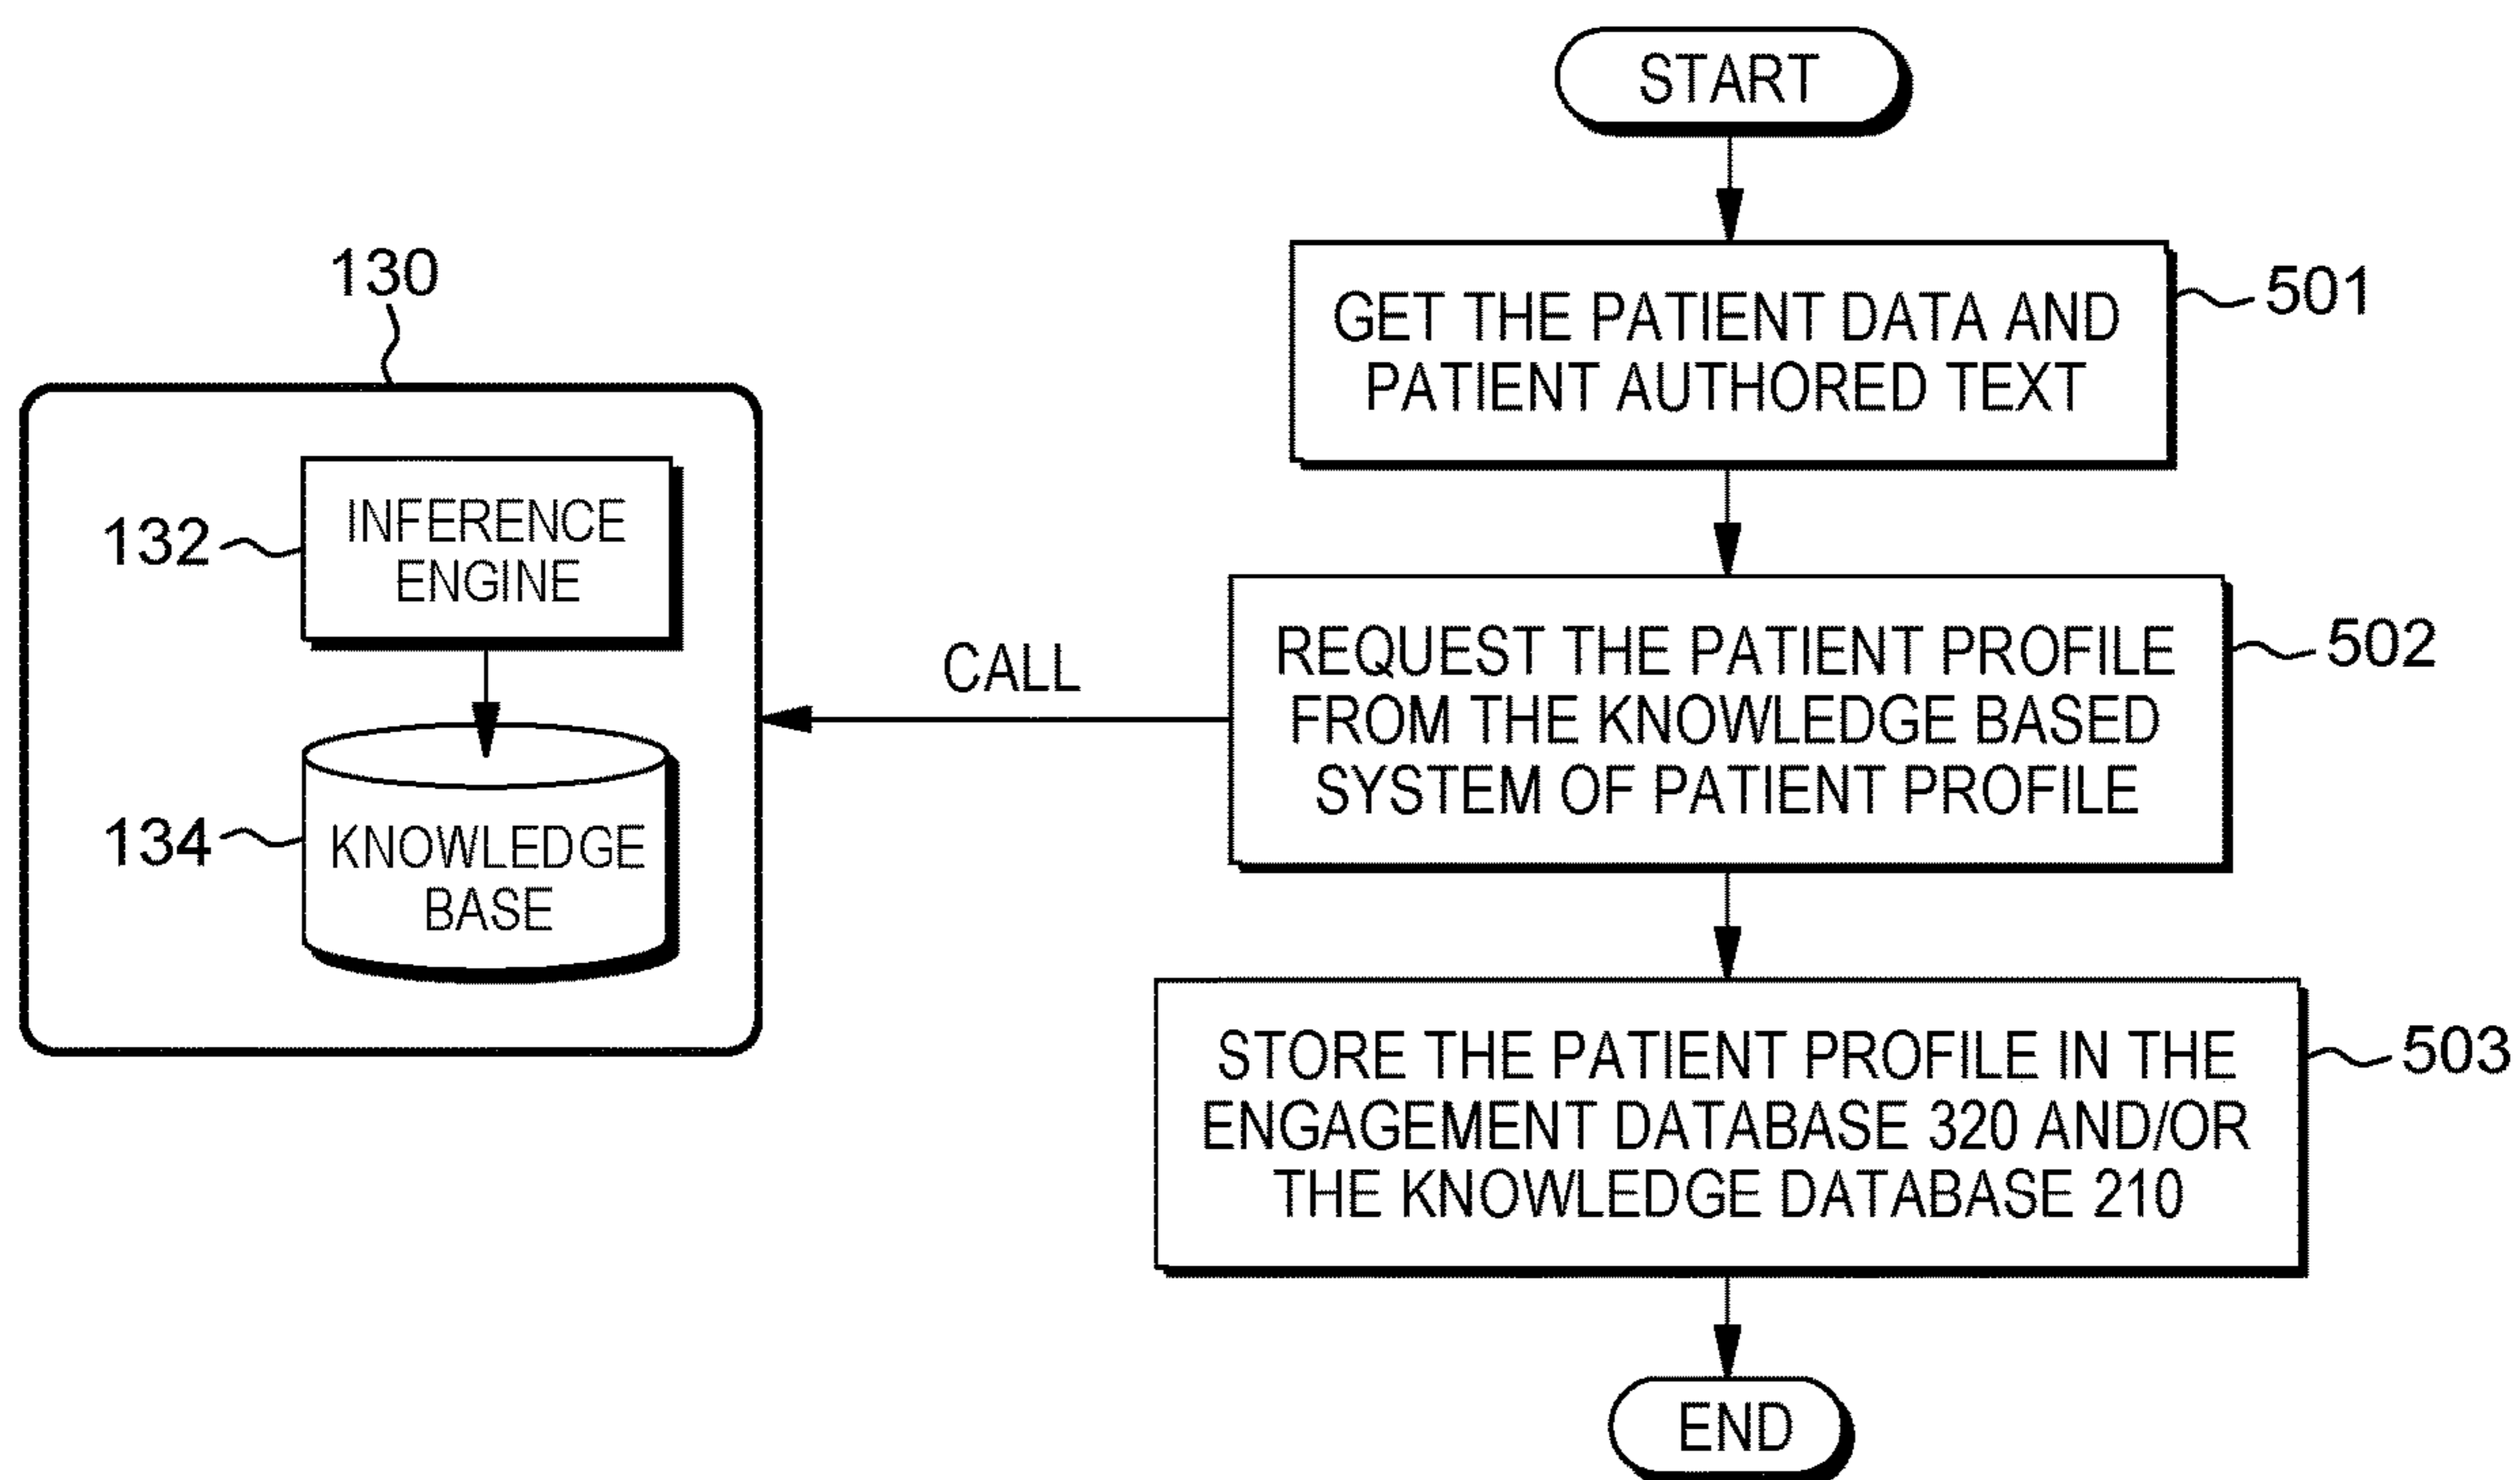 START
GET THE PATIENT DATA AND
PATIENT AUTHORED TEXT
501
130
INFERENCE
ENGINE
132
CALL
REQUEST THE PATIENT PROFILE
FROM THE KNOWLEDGE BASED
SYSTEM OF PATIENT PROFILE
502
134
KNOWLEDGE
BASE
STORE THE PATIENT PROFILE IN THE
ENGAGEMENT DATABASE 320 AND/OR
THE KNOWLEDGE DATABASE 210
503
END